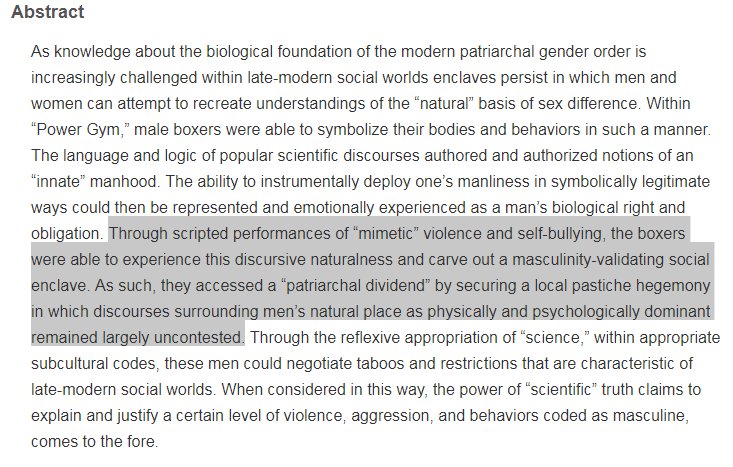 Abstract
As knowledge about the biological foundation of the modern patriarchal gender order is
increasingly challenged within late-modern social worlds enclaves persist in which men and
women can attempt to recreate understandings of the “natural” basis of sex difference. Within
“Power Gym,” male boxers were able to symbolize their bodies and behaviors in such a manner.
The language and logic of popular scientific discourses authored and authorized notions of an
“innate” manhood. The ability to instrumentally deploy one’s manliness in symbolically legitimate
ways could then be represented and emotionally experienced as a man’s biological right and
obligation. Through scripted performances of “mimetic” violence and self-bullying, the boxers
were able to experience this discursive naturalness and carve out a masculinity-validating social
enclave. As such, they accessed a “patriarchal dividend” by securing a local pastiche hegemony
in which discourses surrounding men’s natural place as physically and psychologically dominant
remained largely uncontested. Through the reflexive appropriation of “science,” within appropriate
subcultural codes, these men could negotiate taboos and restrictions that are characteristic of
late-modern social worlds. When considered in this way, the power of “scientific” truth claims to
explain and justify a certain level of violence, aggression, and behaviors coded as masculine,
comes to the fore.